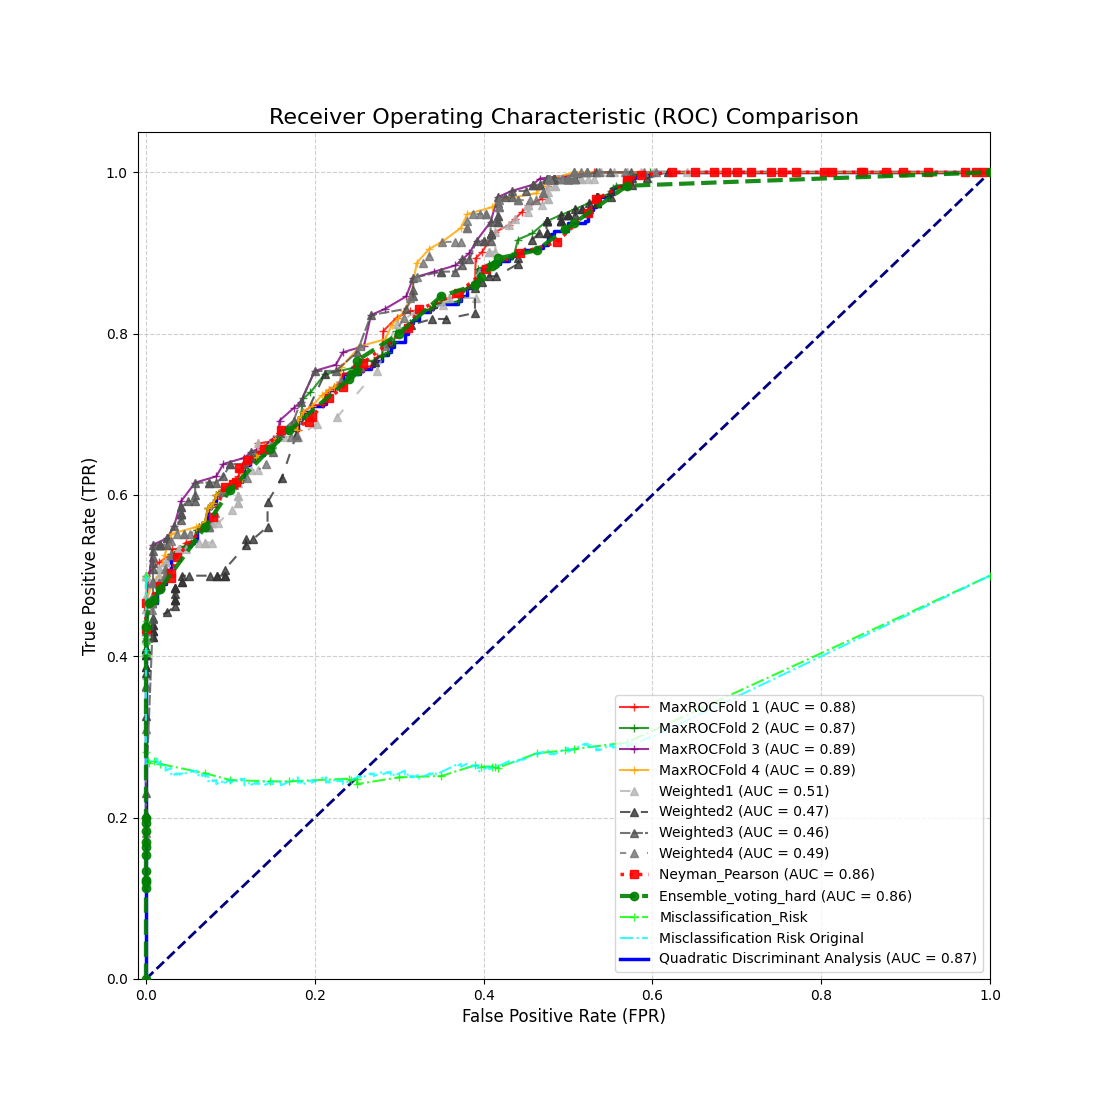 Receiver Operating Characteristic (ROC) Comparison
True Positive Rate (TPR)
1.0
0.8
0.6
0.4
0.2
0.0
MaxROCFold 1 (AUC = 0.88)
MaxROCFold 2 (AUC = 0.87)
MaxROCFold 3 (AUC = 0.89)
MaxROCFold 4 (AUC = 0.89)
Weighted1 (AUC = 0.51)
Weighted2 (AUC = 0.47)
Weighted3 (AUC = 0.46)
Weighted4 (AUC = 0.49)
Neyman_Pearson (AUC = 0.86)
Ensemble_voting_hard (AUC = 0.86)
Misclassification_Risk
Misclassification Risk Original
Quadratic Discriminant Analysis (AUC = 0.87)
0.0 0.2 0.4 0.6 0.8 1.0
False Positive Rate (FPR)